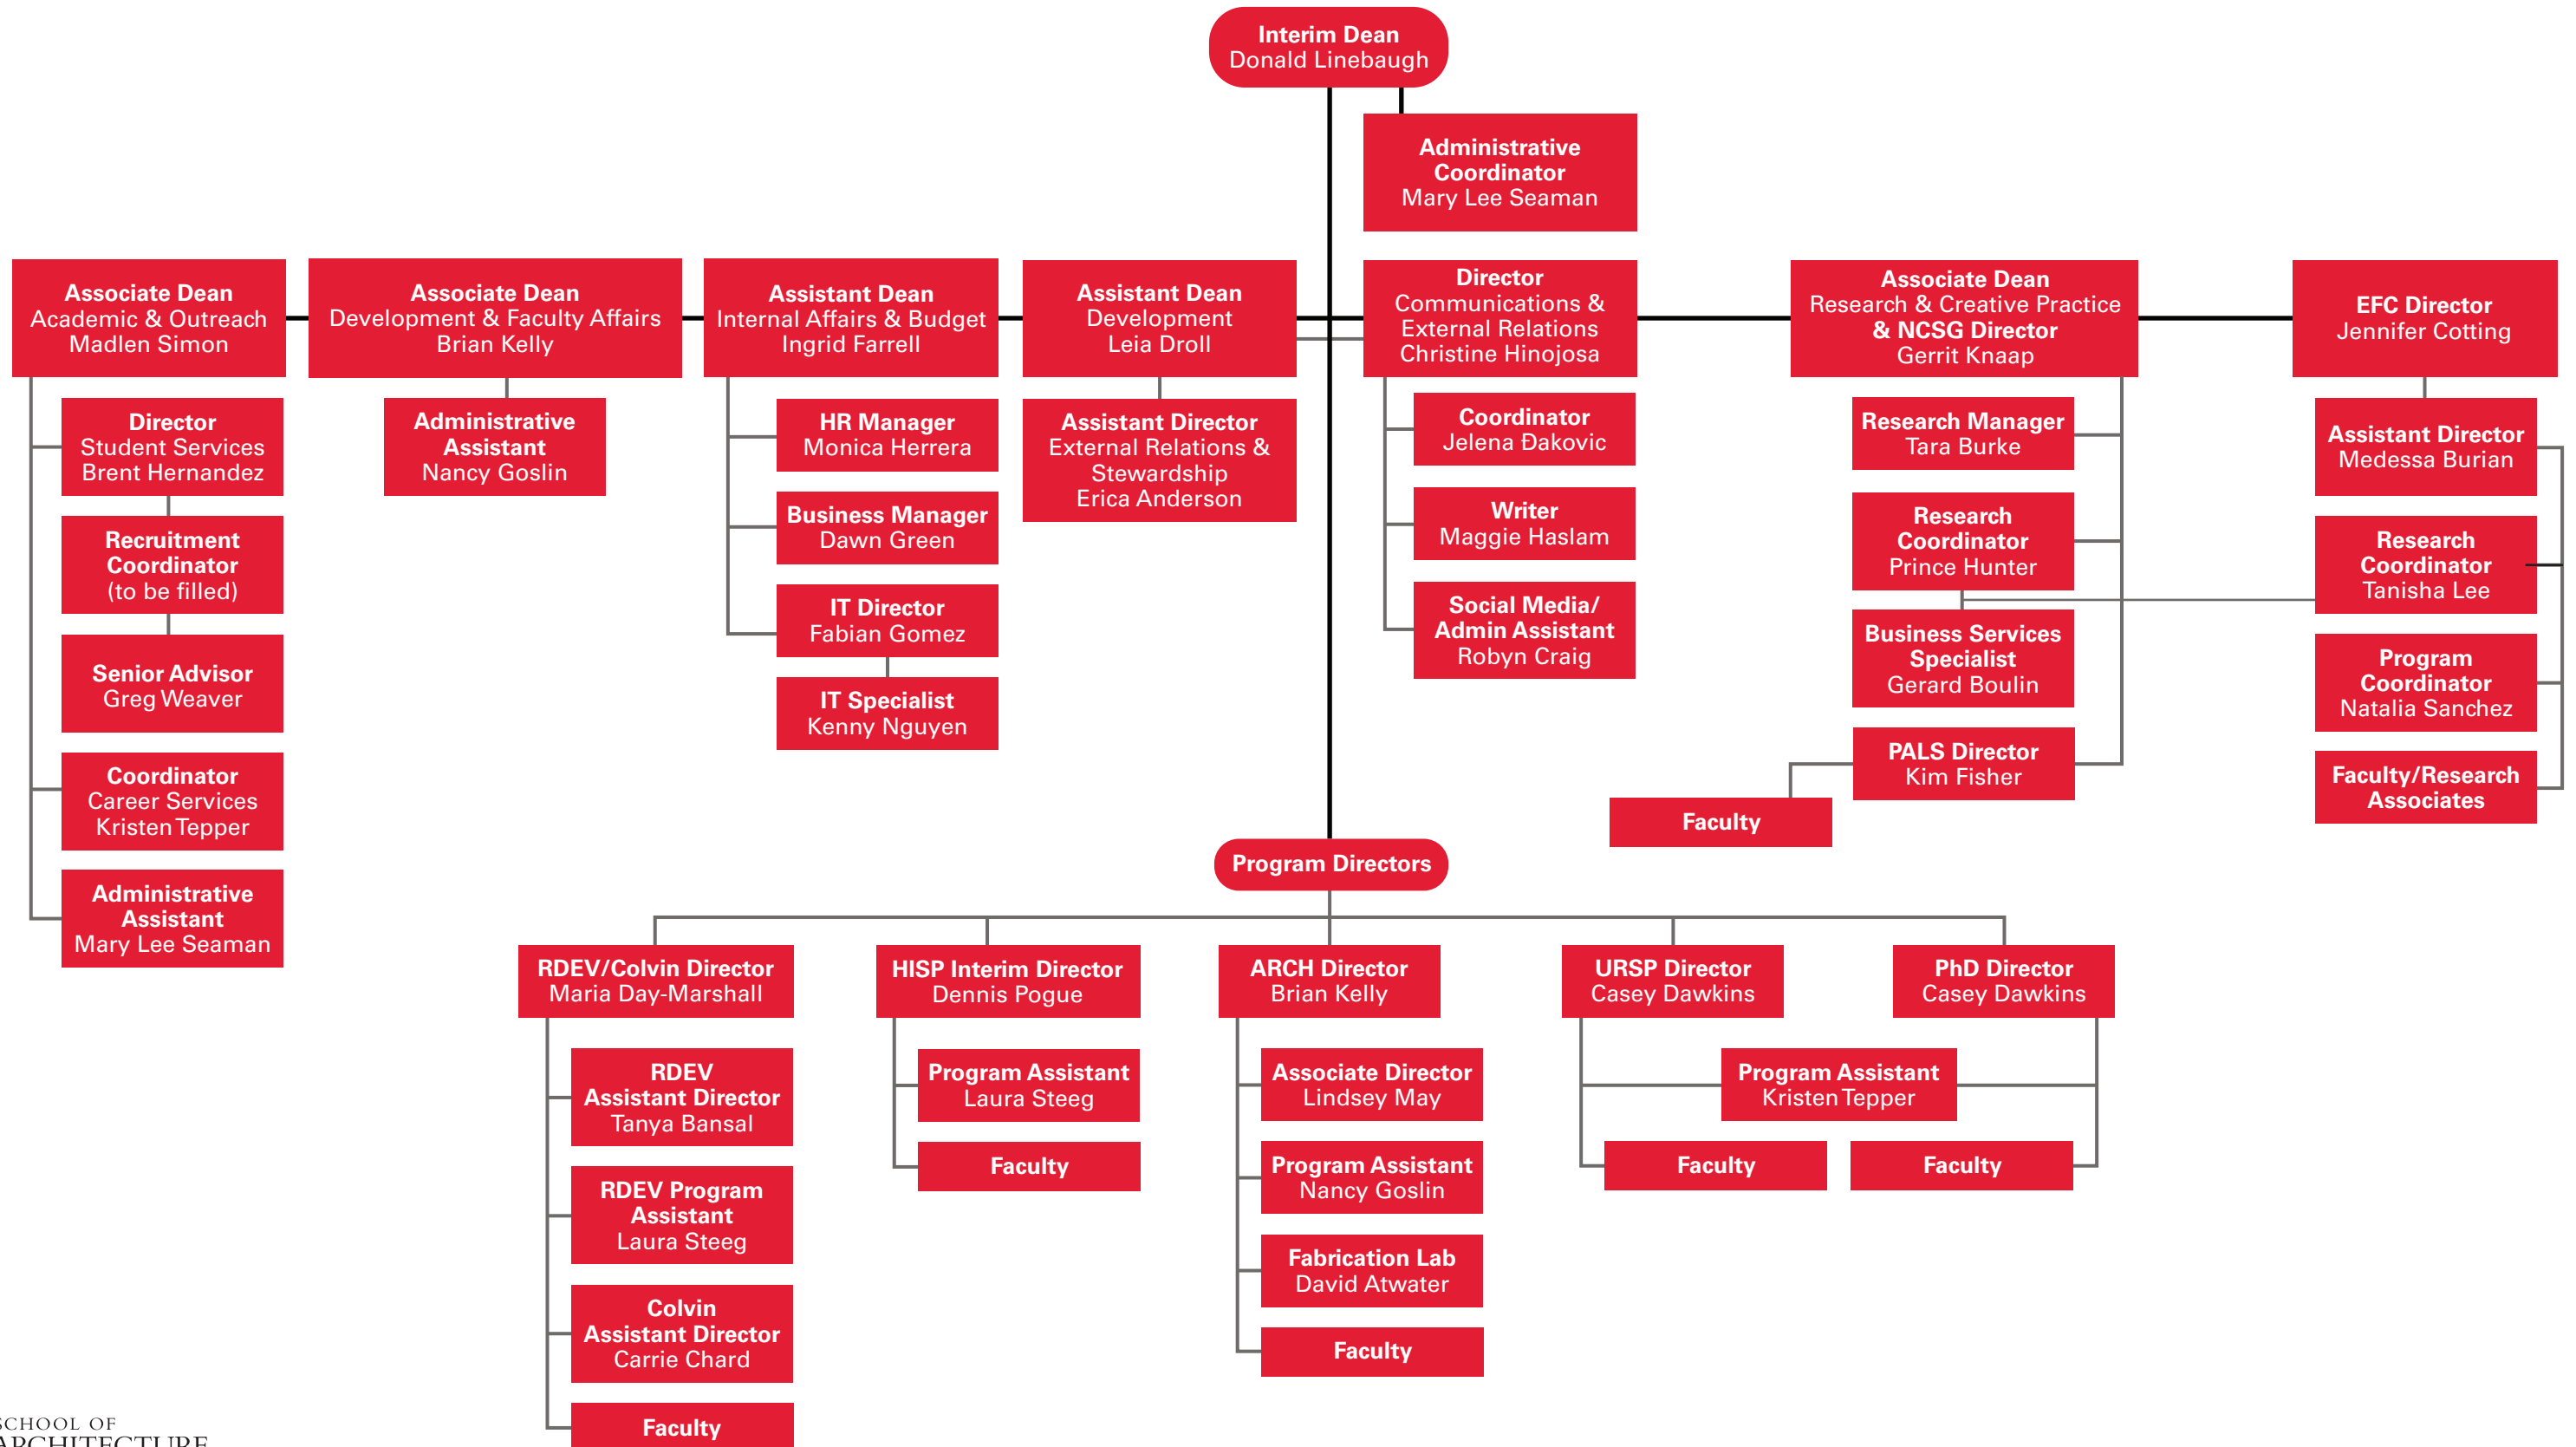 Interim Dean
Donald Linebaugh
Administrative
Coordinator
Mary Lee Seaman
Associate Dean
Academic & Outreach
Madlen Simon
Associate Dean
Development & Faculty Affairs
Brian Kelly
Assistant Dean
Internal Affairs & Budget
Ingrid Farrell
Assistant Dean
Development
Leia Droll
Director
Communications &
External Relations
Christine Hinojosa
Associate Dean
Research & Creative Practice
& NCSG Director
Gerrit Knaap
EFC Director
Jennifer Cotting
Director
Student Services
Brent Hernandez
Recruitment
Coordinator
(to be filled)
Senior Advisor
Greg Weaver
Coordinator
Career Services
Kristen Tepper
Administrative
Assistant
Mary Lee Seaman
Administrative
Assistant
Nancy Goslin
HR Manager
Monica Herrera
Business Manager
Dawn Green
IT Director
Fabian Gomez
IT Specialist
Kenny Nguyen
Assistant Director
External Relations &
Stewardship
Erica Anderson
Coordinator
Jelena Đakovic
Writer
Maggie Haslam
Social Media/
Admin Assistant
Robyn Craig
Research Manager
Tara Burke
Research
Coordinator
Prince Hunter
Business Services
Specialist
Gerard Boulin
PALS Director
Kim Fisher
Faculty
Assistant Director
Medessa Burian
Research
Coordinator
Tanisha Lee
Program
Coordinator
Natalia Sanchez
Faculty/Research
Associates
Program Directors
RDEV/Colvin Director
Maria Day-Marshall
RDEV
Assistant Director
Tanya Bansal
RDEV Program
Assistant
Laura Steeg
Colvin
Assistant Director
Carrie Chard
Faculty
HISP Interim Director
Dennis Pogue
Program Assistant
Laura Steeg
Faculty
ARCH Director
Brian Kelly
Associate Director
Lindsey May
Program Assistant
Nancy Goslin
Fabrication Lab
David Atwater
Faculty
URSP Director
Casey Dawkins
PhD Director
Casey Dawkins
Program Assistant
Kristen Tepper
Faculty
Faculty
SCHOOL OF
ARCHITECTURE